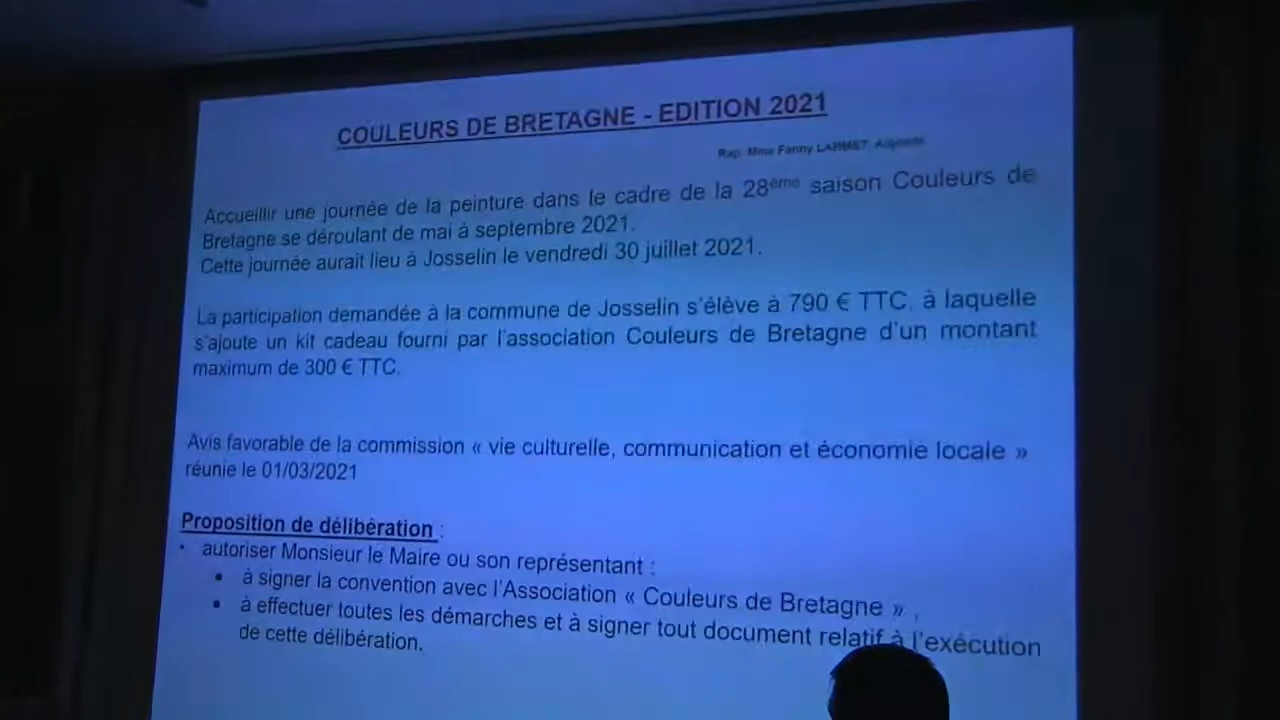 COULEURS DE BRETAGNE - EDITION 2021
Rap. Mme Fanny LARMET, Adjointe
Accueillir une journée de la peinture dans le cadre de la 28ème saison Couleurs de
Bretagne se déroulant de mai à septembre 2021.
Cette journée aurait lieu à Josselin le vendredi 30 juillet 2021.
La participation demandée à la commune de Josselin s'élève à 790 € TTC, à laquelle
s'ajoute un kit cadeau fourni par l'association Couleurs de Bretagne d'un montant
maximum de 300 € TTC.
Avis favorable de la commission « vie culturelle, communication et économie locale »
réunie le 01/03/2021
Proposition de délibération :
• autoriser Monsieur le Maire ou son représentant :
• à signer la convention avec l'Association « Couleurs de Bretagne » ,
• à effectuer toutes les démarches et à signer tout document relatif à l'exécution
de cette délibération.